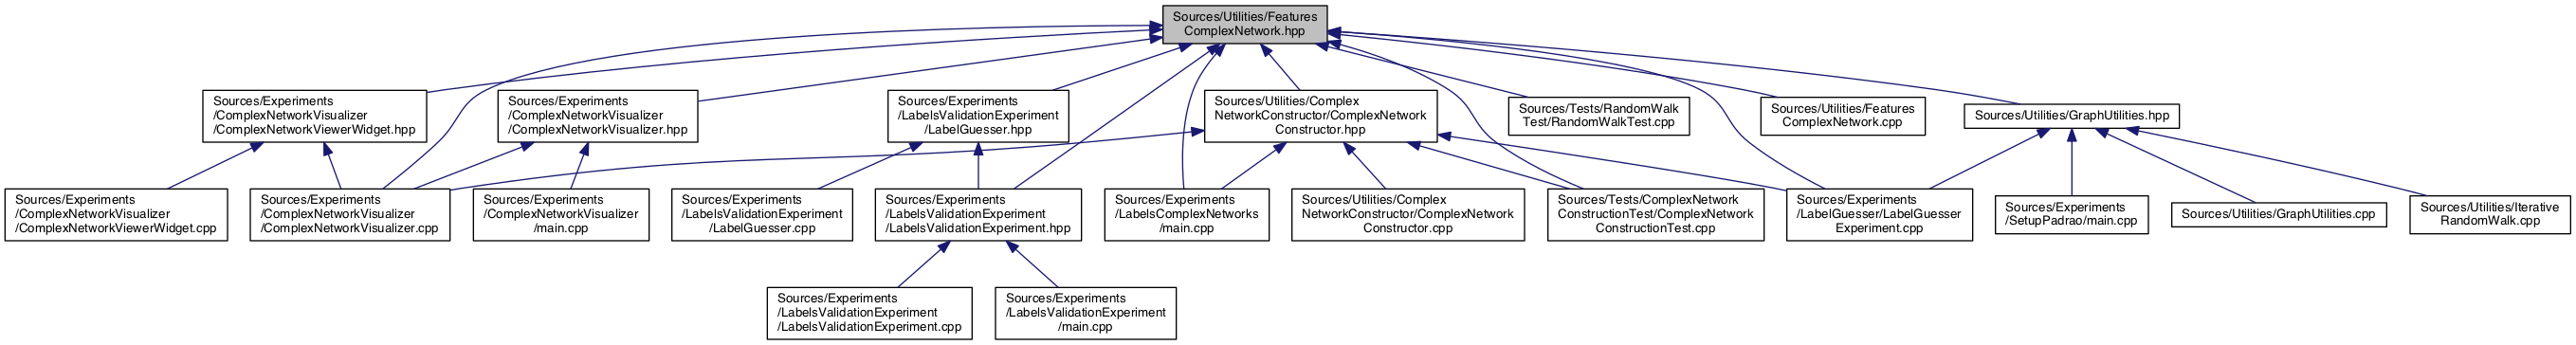 Sources/Utilities/Features
ComplexNetwork.hpp
Sources/Experiments
/ComplexNetworkVisualizer
/ComplexNetworkViewerWidget.hpp
Sources/Experiments
/ComplexNetworkVisualizer
/ComplexNetworkVisualizer.hpp
Sources/Experiments
/LabelsValidationExperiment
/LabelGuesser.hpp
Sources/Utilities/Complex
NetworkConstructor/ComplexNetwork
Constructor.hpp
Sources/Tests/RandomWalk
Test/RandomWalkTest.cpp
Sources/Utilities/Features
ComplexNetwork.cpp
Sources/Utilities/GraphUtilities.hpp
Sources/Experiments
/ComplexNetworkVisualizer
/ComplexNetworkViewerWidget.cpp
Sources/Experiments
/ComplexNetworkVisualizer
/ComplexNetworkVisualizer.cpp
Sources/Experiments
/ComplexNetworkVisualizer
/main.cpp
Sources/Experiments
/LabelsValidationExperiment
/LabelGuesser.cpp
Sources/Experiments
/LabelsValidationExperiment
/LabelsValidationExperiment.hpp
Sources/Experiments
/LabelsComplexNetworks
/main.cpp
Sources/Utilities/Complex
NetworkConstructor/ComplexNetwork
Constructor.cpp
Sources/Tests/ComplexNetwork
ConstructionTest/ComplexNetwork
ConstructionTest.cpp
Sources/Experiments
/LabelGuesser/LabelGuesser
Experiment.cpp
Sources/Experiments
/SetupPadrao/main.cpp
Sources/Utilities/GraphUtilities.cpp
Sources/Utilities/Iterative
RandomWalk.cpp
Sources/Experiments
/LabelsValidationExperiment
/LabelsValidationExperiment.cpp
Sources/Experiments
/LabelsValidationExperiment
/main.cpp